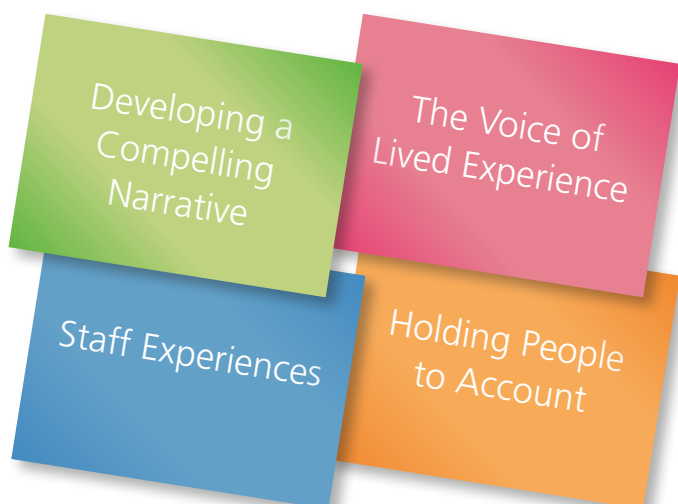 Developing a
Compelling
Narrative
The Voice of
Lived Experience
Staff Experiences
Holding People
to Account